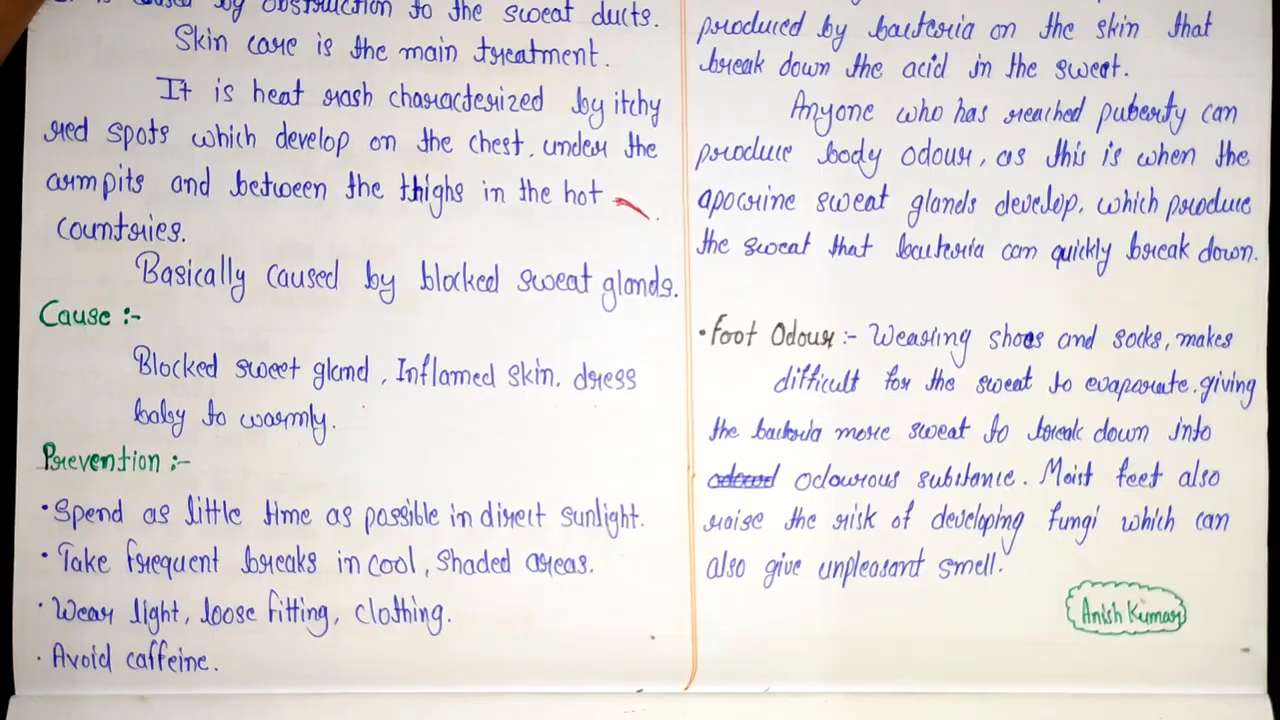 by obstruction to the sweat ducts.
Skin care is the main treatment.
It is heat rash characterized by itchy
red spots which develop on the chest, under the
armpits and between the thighs in the hot
countries.
Basically caused by blocked sweat glands.
Cause :-
Blocked sweet gland, Inflamed skin, dress
baby to warmly.
Prevention :-
• Spend as little time as possible in direct sunlight.
• Take frequent breaks in cool, shaded areas.
• Wear light, loose fitting, clothing.
• Avoid caffeine.
produced by bacteria on the skin that
break down the acid in the sweat.
Anyone who has reached puberty can
produce body odour, as this is when the
apocrine sweat glands develop, which produce
the sweat that bacteria can quickly break down.
• Foot Odour :- Wearing shoes and socks, makes
difficult for the sweat to evaporate, giving
the bacteria more sweat to break down into
odourous substance. Moist feet also
raise the risk of developing fungi which can
also give unpleasant smell.
Anish Kumar